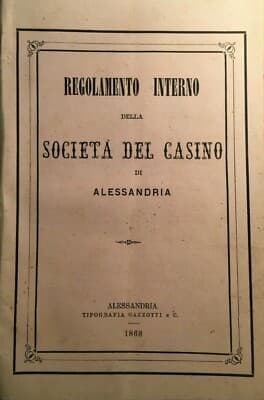 REGOLAMENTO INTERNO
DELLA
SOCIETÀ DEL CASINO
DI
ALESSANDRIA
ALESSANDRIA
TIPOGRAFIA GAZZOTTI e C.
1868